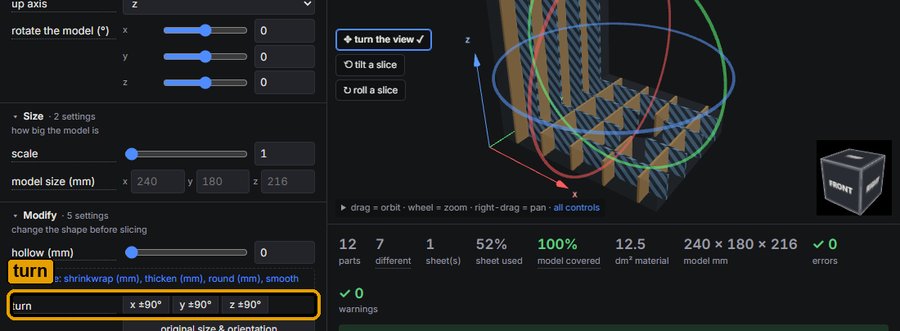 up axis
z
rotate the model (°)
x
0
y
0
z
0
Size · 2 settings
how big the model is
scale
1
model size (mm)
x
240
y
180
z
216
Modify · 5 settings
change the shape before slicing
hollow (mm)
0
turn
e: shrinkwrap (mm), thicken (mm), round (mm), smooth
turn
x ±90°
y ±90°
z ±90°
original size & orientation
✥ turn the view ✓
⟲ tilt a slice
↻ roll a slice
z
x
FRONT
▶ drag = orbit · wheel = zoom · right-drag = pan · all controls
12
parts
7
different
1
sheet(s)
52%
sheet used
100%
model covered
12.5
dm² material
240 × 180 × 216
model mm
✓ 0
errors
✓ 0
warnings